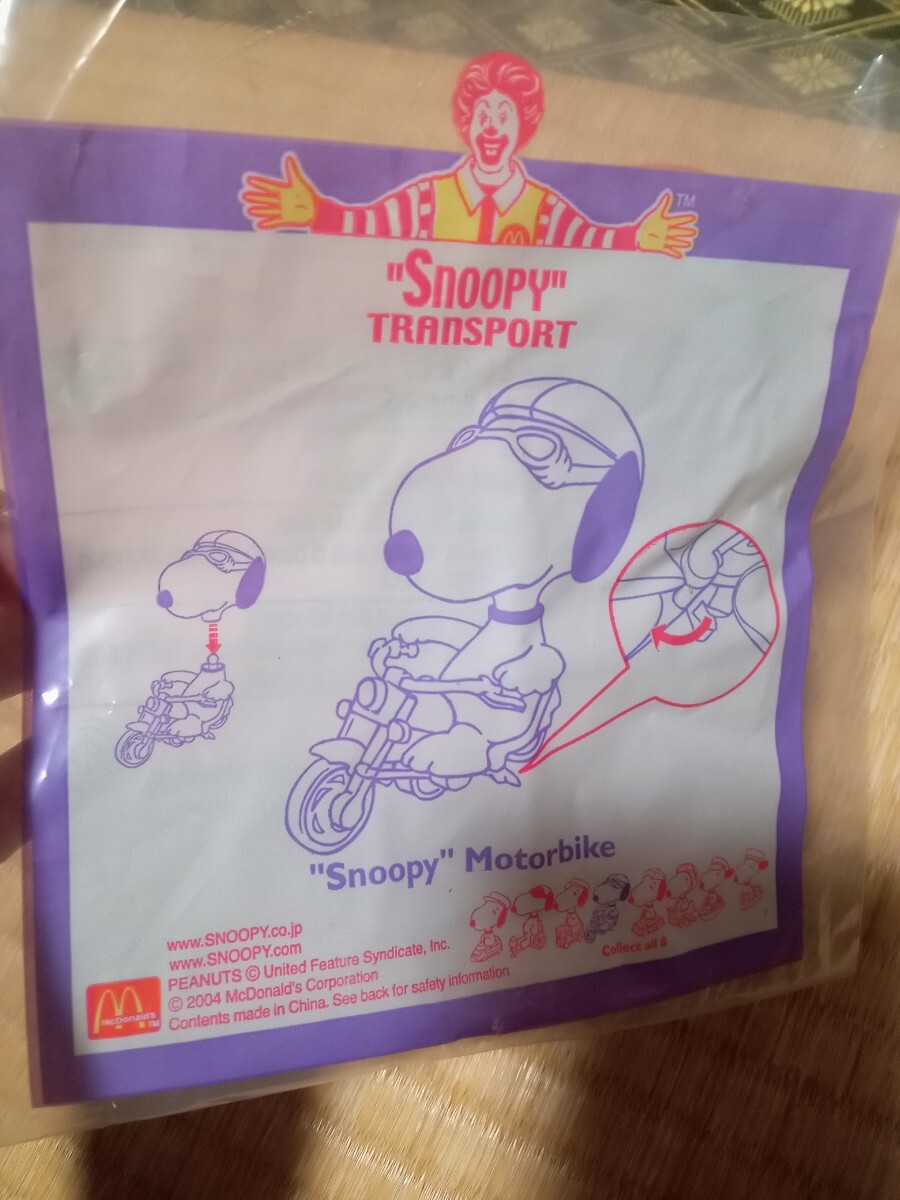 TM
"SNOOPY"
TRANSPORT
"Snoopy" Motorbike
Collect all 8
www.SNOOPY.co.jp
www.SNOOPY.com
PEANUTS © United Feature Syndicate, Inc.
© 2004 McDonald's Corporation
Contents made in China. See back for safety information
McDonald's
TM